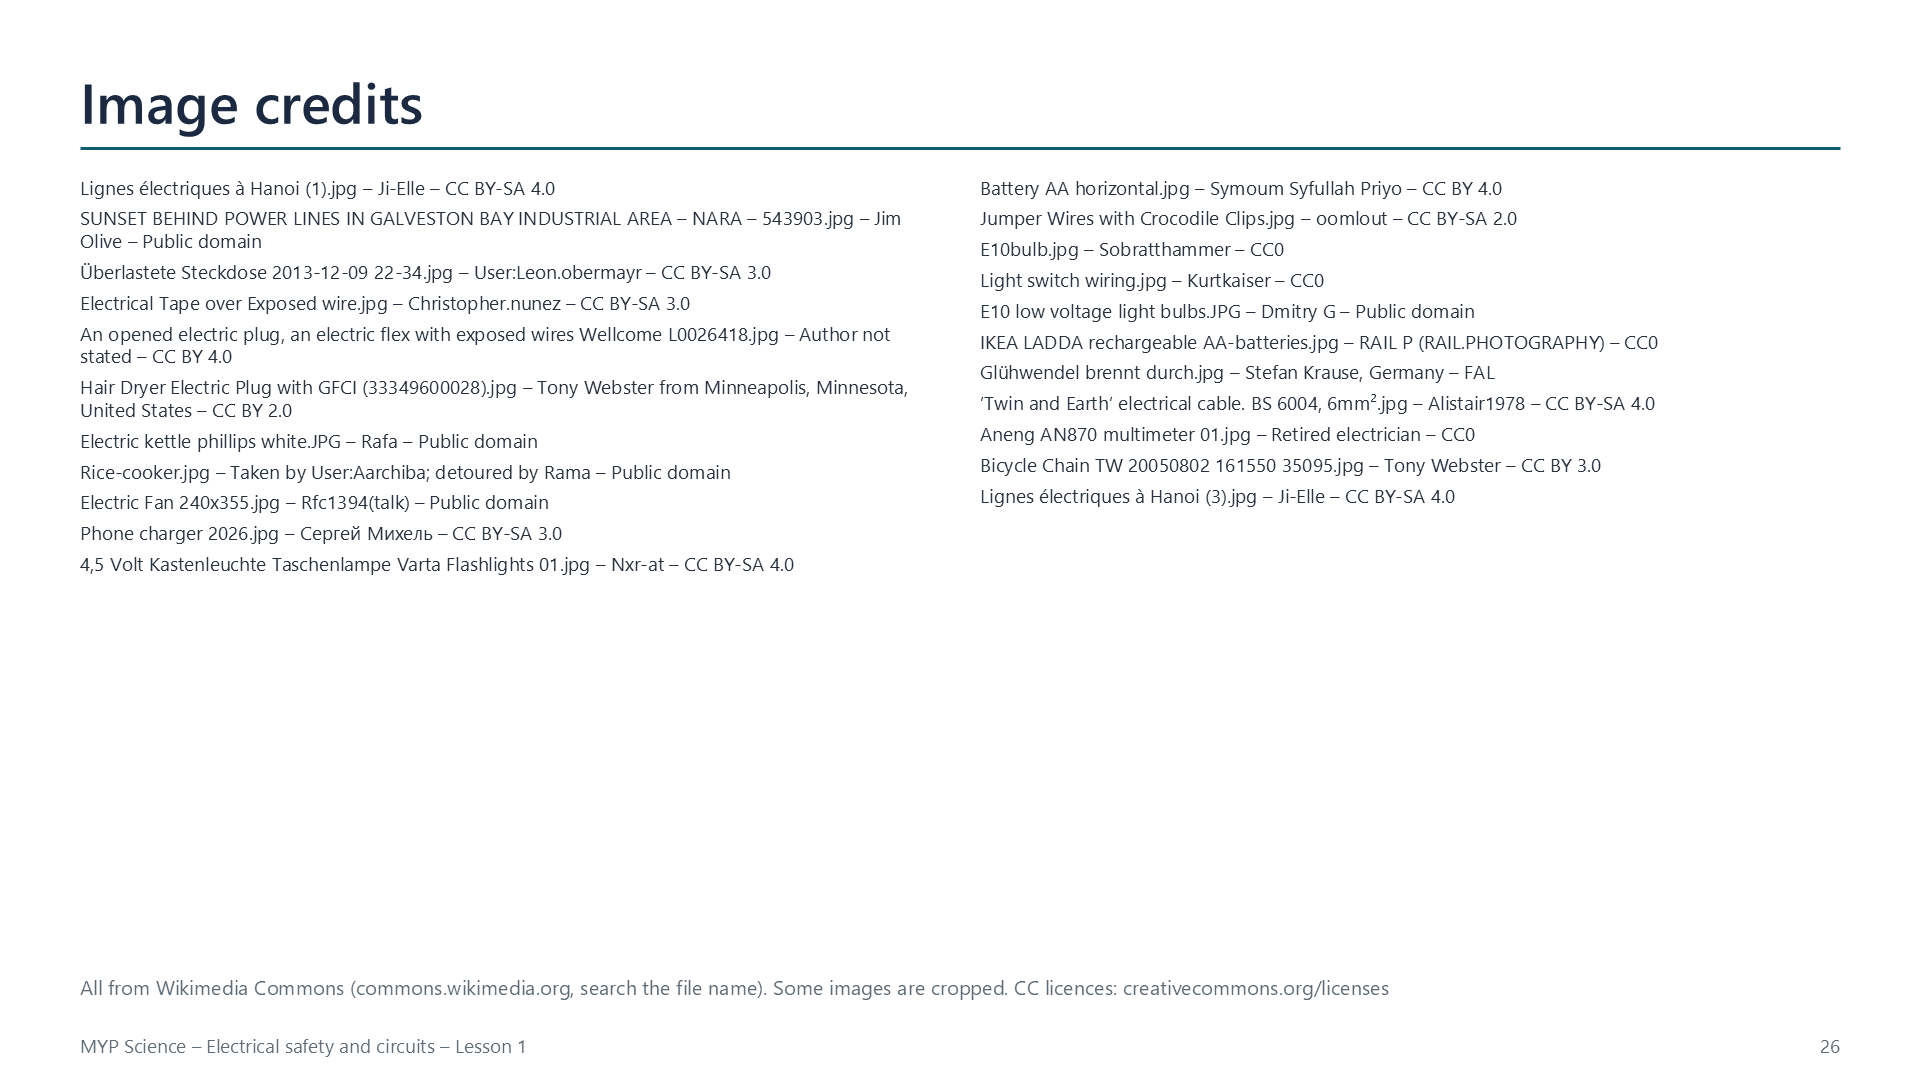 Image credits
Lignes électriques à Hanoi (1).jpg – Ji-Elle – CC BY-SA 4.0
SUNSET BEHIND POWER LINES IN GALVESTON BAY INDUSTRIAL AREA – NARA – 543903.jpg – Jim
Olive – Public domain
Überlastete Steckdose 2013-12-09 22-34.jpg – User:Leon.obermayr – CC BY-SA 3.0
Electrical Tape over Exposed wire.jpg – Christopher.nunez – CC BY-SA 3.0
An opened electric plug, an electric flex with exposed wires Wellcome L0026418.jpg – Author not
stated – CC BY 4.0
Hair Dryer Electric Plug with GFCI (33349600028).jpg – Tony Webster from Minneapolis, Minnesota,
United States – CC BY 2.0
Electric kettle phillips white.JPG – Rafa – Public domain
Rice-cooker.jpg – Taken by User:Aarchiba; detoured by Rama – Public domain
Electric Fan 240x355.jpg – Rfc1394(talk) – Public domain
Phone charger 2026.jpg – Сергей Михель – CC BY-SA 3.0
4,5 Volt Kastenleuchte Taschenlampe Varta Flashlights 01.jpg – Nxr-at – CC BY-SA 4.0
Battery AA horizontal.jpg – Symoum Syfullah Priyo – CC BY 4.0
Jumper Wires with Crocodile Clips.jpg – oomlout – CC BY-SA 2.0
E10bulb.jpg – Sobratthammer – CC0
Light switch wiring.jpg – Kurtkaiser – CC0
E10 low voltage light bulbs.JPG – Dmitry G – Public domain
IKEA LADDA rechargeable AA-batteries.jpg – RAIL P (RAIL.PHOTOGRAPHY) – CC0
Glühwendel brennt durch.jpg – Stefan Krause, Germany – FAL
‘Twin and Earth’ electrical cable. BS 6004, 6mm².jpg – Alistair1978 – CC BY-SA 4.0
Aneng AN870 multimeter 01.jpg – Retired electrician – CC0
Bicycle Chain TW 20050802 161550 35095.jpg – Tony Webster – CC BY 3.0
Lignes électriques à Hanoi (3).jpg – Ji-Elle – CC BY-SA 4.0
All from Wikimedia Commons (commons.wikimedia.org, search the file name). Some images are cropped. CC licences: creativecommons.org/licenses
MYP Science – Electrical safety and circuits – Lesson 1
26